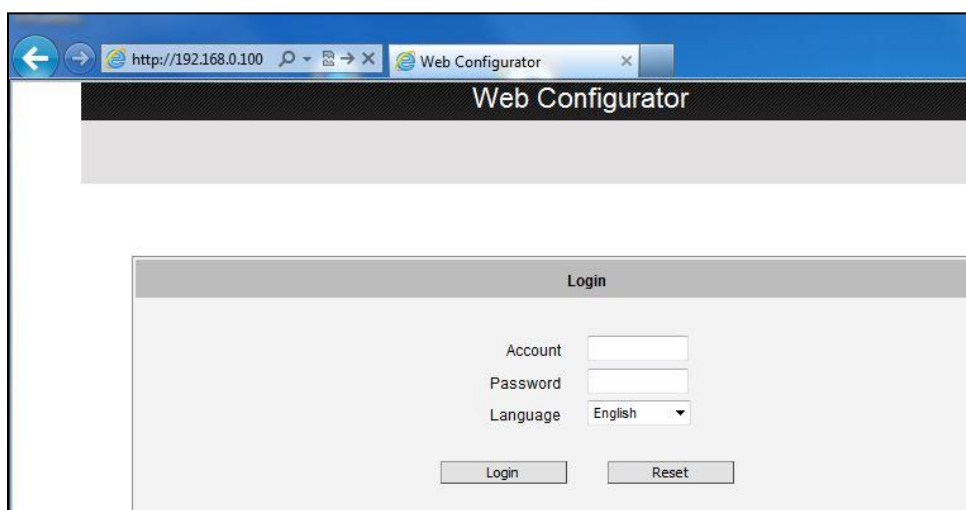 http://192.168.0.100 Web Configurator
Web Configurator
Login
Account
Password
Language English
Login Reset